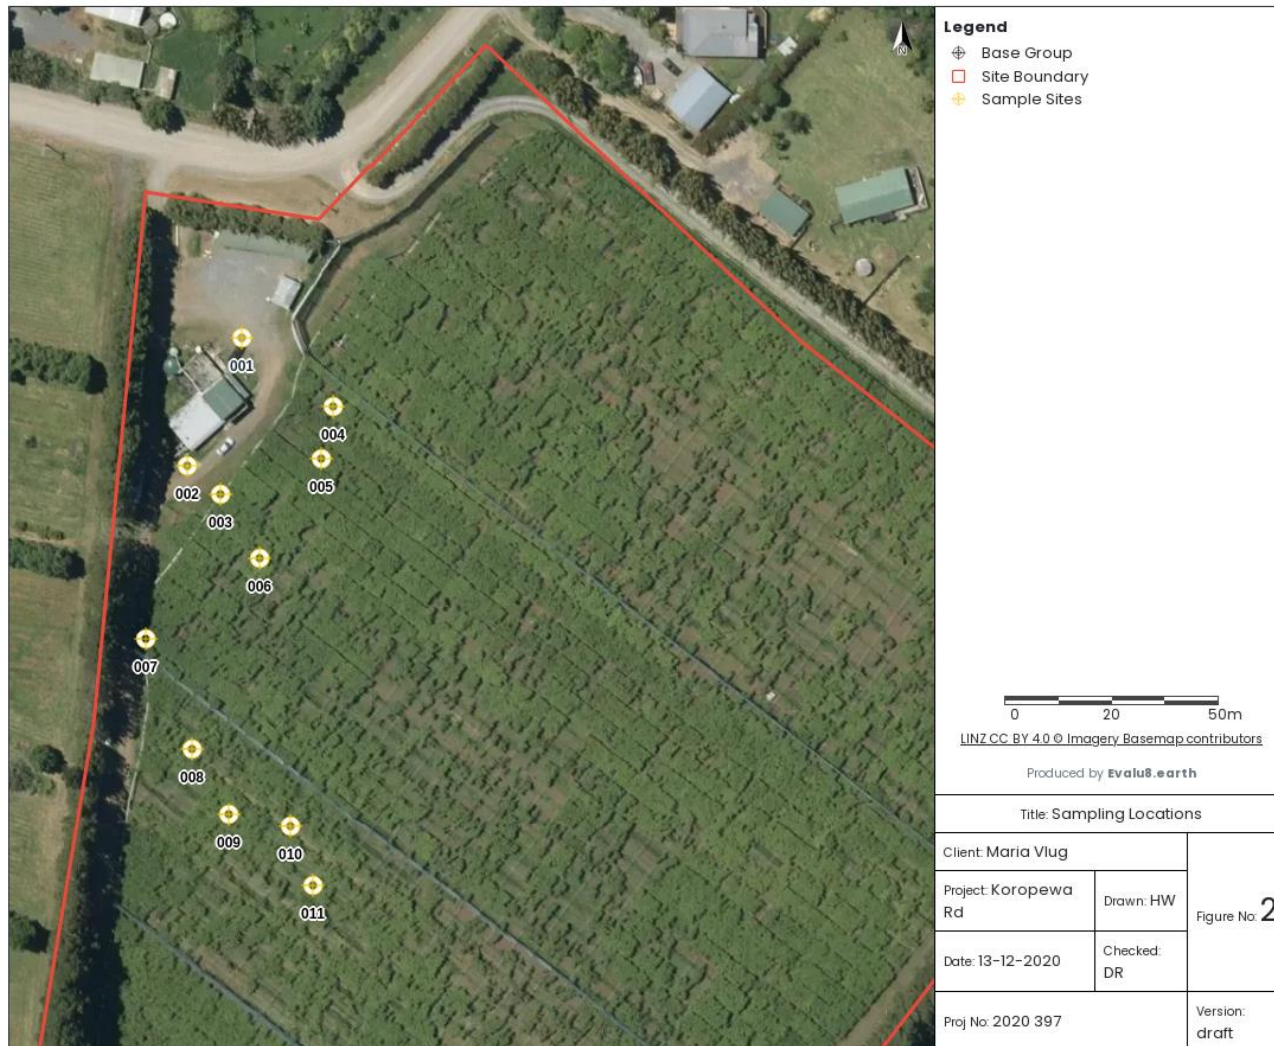 N
001
004
005
002
003
006
007
008
009
010
011
Legend
Base Group
Site Boundary
Sample Sites
0 20 50m
LINZ CC BY 4.0 © Imagery Basemap contributors
Produced by Evalu8.earth
Title: Sampling Locations
Client: Maria Vlug
Project: Koropewa
Rd
Drawn: HW
Figure No: 2
Date: 13-12-2020
Checked:
DR
Proj No: 2020 397
Version:
draft